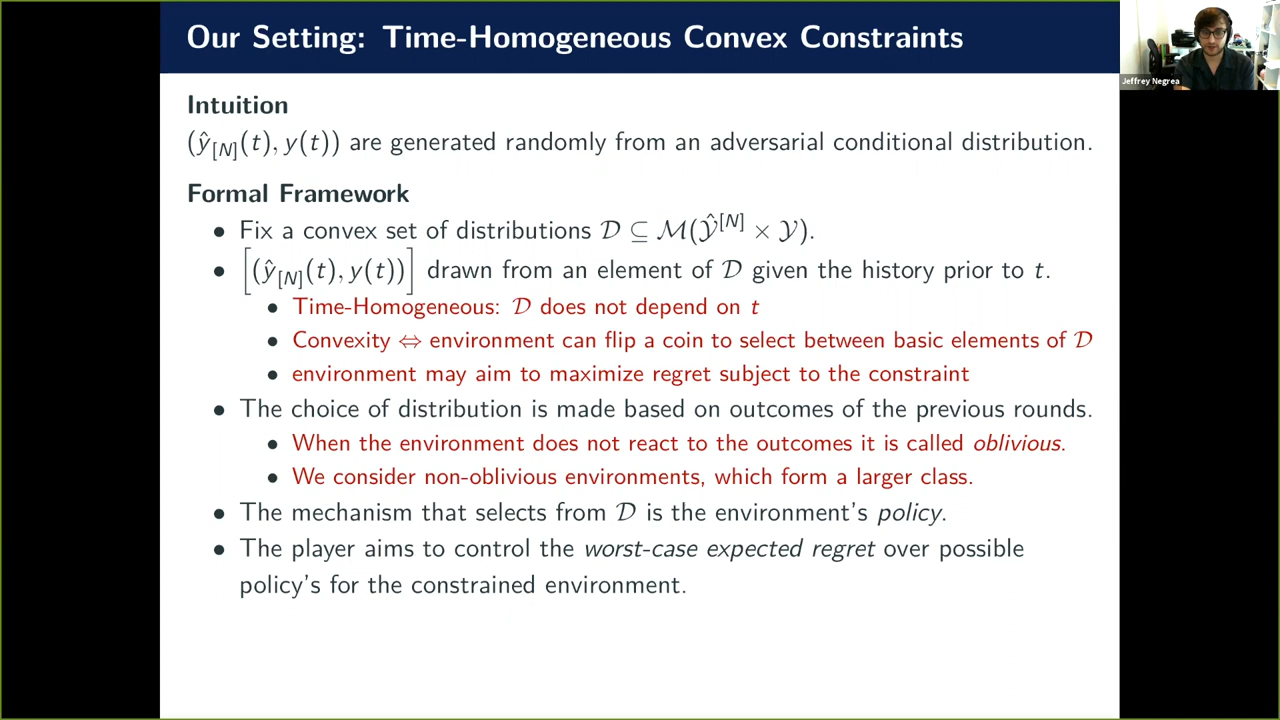 Our Setting: Time-Homogeneous Convex Constraints
Jeffrey Negrea
Intuition
(ŷ_[N](t), y(t)) are generated randomly from an adversarial conditional distribution.
Formal Framework
• Fix a convex set of distributions 𝒟 ⊆ ℳ(𝒴̂^[N] × 𝒴).
• [(ŷ_[N](t), y(t))] drawn from an element of 𝒟 given the history prior to t.
• Time-Homogeneous: 𝒟 does not depend on t
• Convexity ⇔ environment can flip a coin to select between basic elements of 𝒟
• environment may aim to maximize regret subject to the constraint
• The choice of distribution is made based on outcomes of the previous rounds.
• When the environment does not react to the outcomes it is called oblivious.
• We consider non-oblivious environments, which form a larger class.
• The mechanism that selects from 𝒟 is the environment's policy.
• The player aims to control the worst-case expected regret over possible
policy's for the constrained environment.